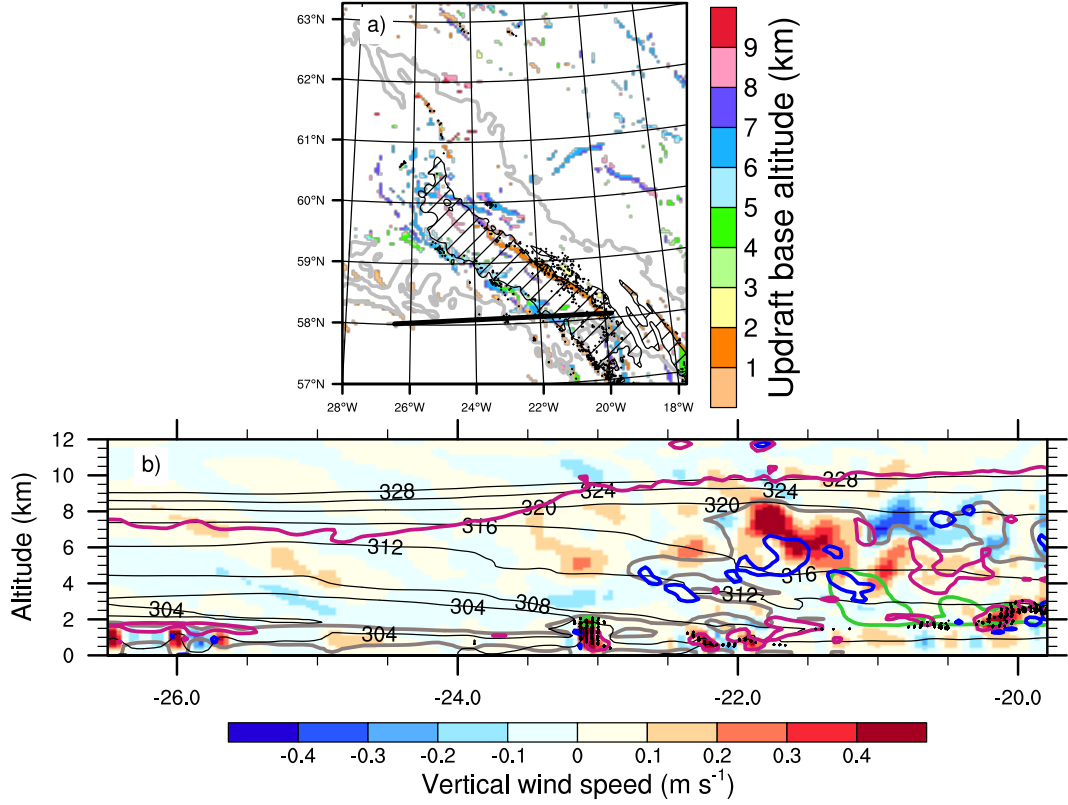 a)
63°N
62°N
61°N
60°N
59°N
58°N
57°N
28°W 26°W 24°W 22°W 20°W 18°W
9
8
7
6
5
4
3
2
1
Updraft base altitude (km)
b)
12
10
8
6
4
2
0
Altitude (km)
328 324 328
320 320 324
316
312 316
304 304 308 312
304
-26.0 -24.0 -22.0 -20.0
-0.4 -0.3 -0.2 -0.1 0 0.1 0.2 0.3 0.4
Vertical wind speed (m s⁻¹)